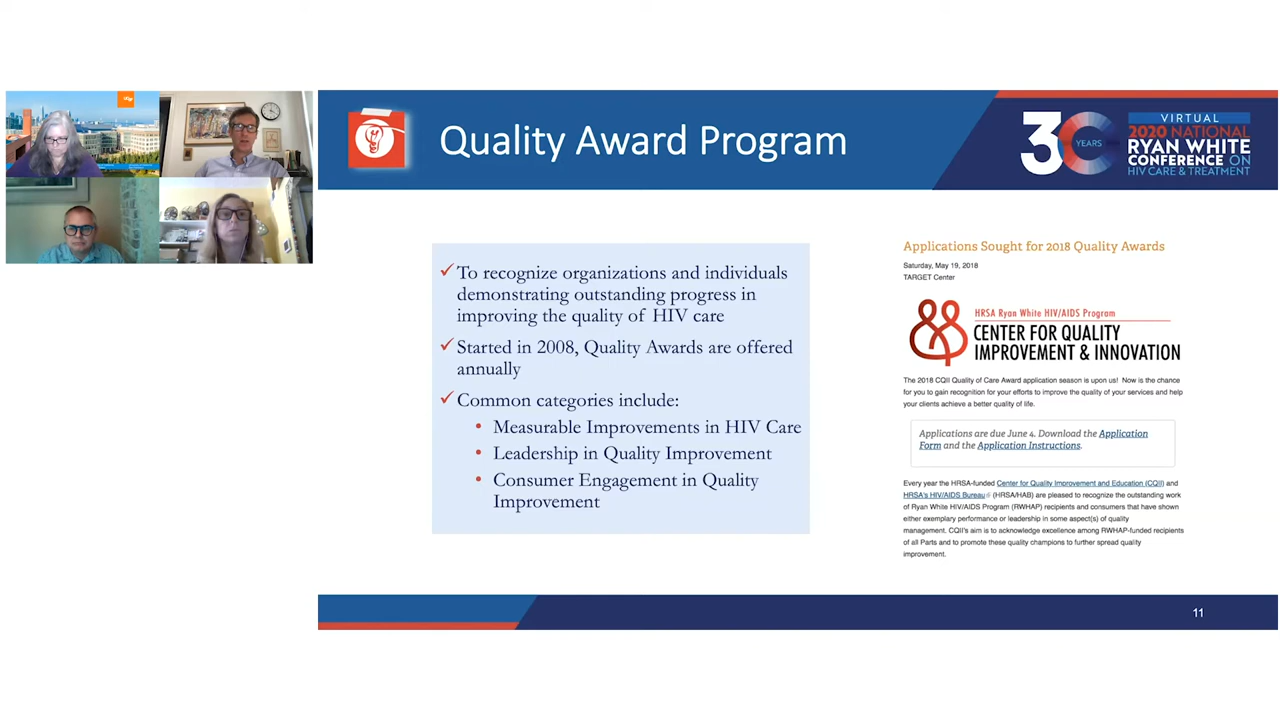 Quality Award Program
30
YEARS
VIRTUAL
2020 NATIONAL
RYAN WHITE
CONFERENCE ON
HIV CARE & TREATMENT
✓ To recognize organizations and individuals
demonstrating outstanding progress in
improving the quality of HIV care
✓ Started in 2008, Quality Awards are offered
annually
✓ Common categories include:
• Measurable Improvements in HIV Care
• Leadership in Quality Improvement
• Consumer Engagement in Quality
Improvement
Applications Sought for 2018 Quality Awards
Saturday, May 19, 2018
TARGET Center
HRSA Ryan White HIV/AIDS Program
CENTER FOR QUALITY
IMPROVEMENT & INNOVATION
The 2018 CQII Quality of Care Award application season is upon us! Now is the chance
for you to gain recognition for your efforts to improve the quality of your services and help
your clients achieve a better quality of life.
Applications are due June 4. Download the Application
Form and the Application Instructions.
Every year the HRSA-funded Center for Quality Improvement and Education (CQII) and
HRSA's HIV/AIDS Bureau (HRSA/HAB) are pleased to recognize the outstanding work
of Ryan White HIV/AIDS Program (RWHAP) recipients and consumers that have shown
either exemplary performance or leadership in some aspect(s) of quality
management. CQII's aim is to acknowledge excellence among RWHAP-funded recipients
of all Parts and to promote these quality champions to further spread quality
improvement.
11